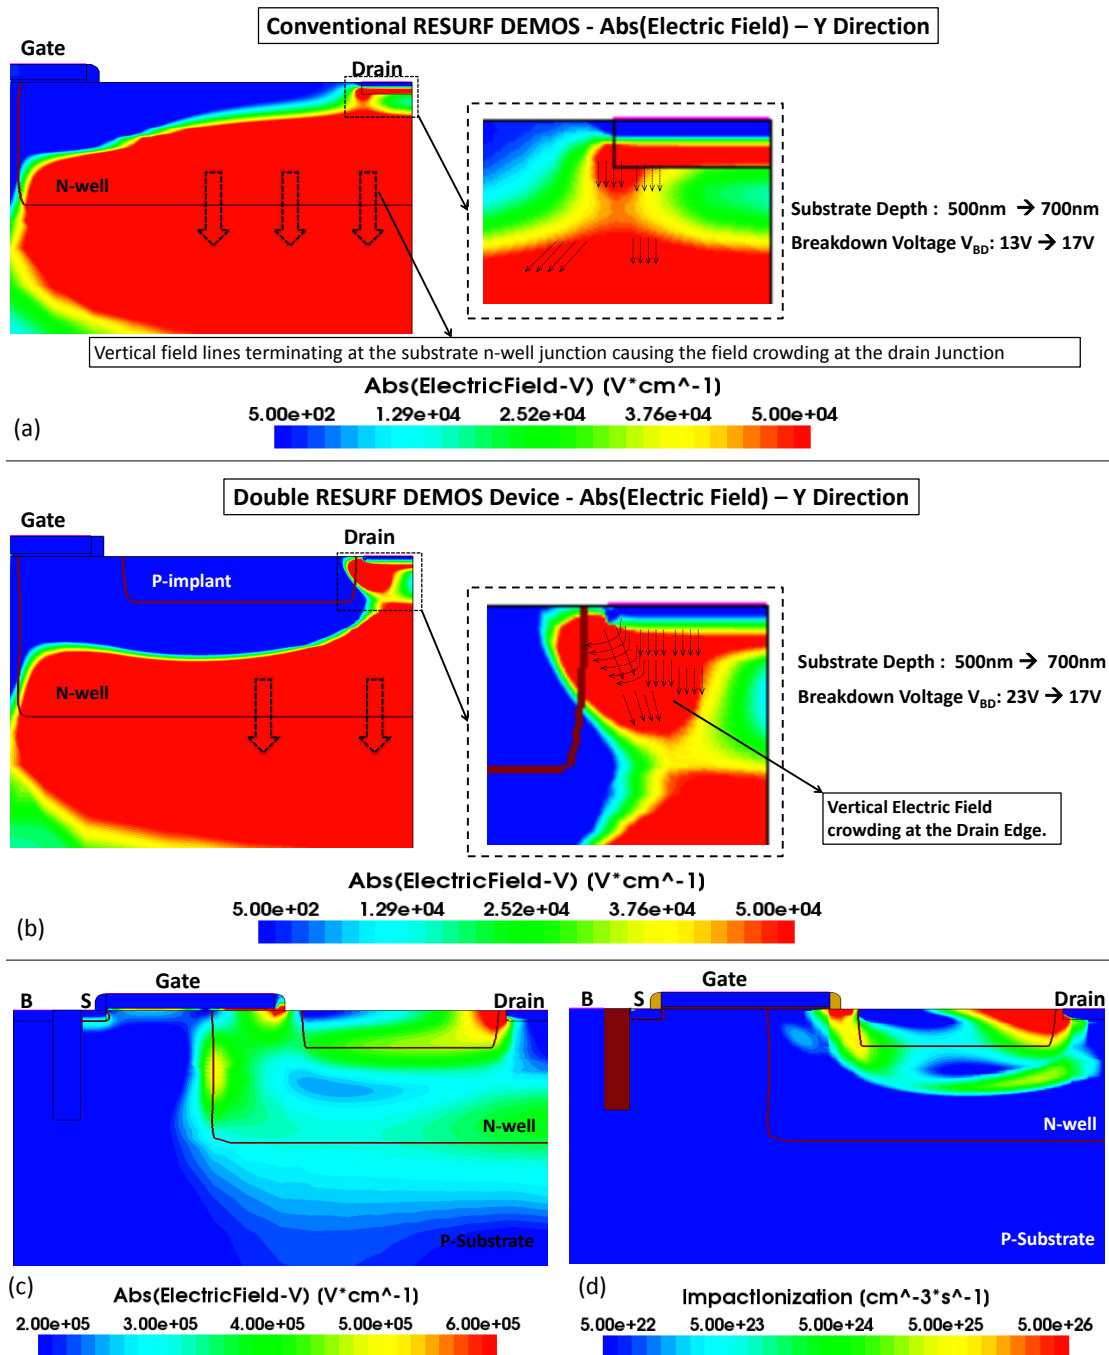 Conventional RESURF DEMOS - Abs(Electric Field) – Y Direction
Gate
Drain
N-well
Substrate Depth : 500nm → 700nm
Breakdown Voltage VBD: 13V → 17V
Vertical field lines terminating at the substrate n-well junction causing the field crowding at the drain Junction
Abs(ElectricField-V) (V*cm^-1)
5.00e+02 1.29e+04 2.52e+04 3.76e+04 5.00e+04
(a)
Double RESURF DEMOS Device - Abs(Electric Field) – Y Direction
Gate
Drain
P-implant
N-well
Substrate Depth : 500nm → 700nm
Breakdown Voltage VBD: 23V → 17V
Vertical Electric Field
crowding at the Drain Edge.
Abs(ElectricField-V) (V*cm^-1)
5.00e+02 1.29e+04 2.52e+04 3.76e+04 5.00e+04
(b)
Gate
B S Drain
N-well
P-Substrate
(c)
Abs(ElectricField-V) (V*cm^-1)
2.00e+05 3.00e+05 4.00e+05 5.00e+05 6.00e+05
Gate
B S Drain
N-well
P-Substrate
(d)
ImpactIonization (cm^-3*s^-1)
5.00e+22 5.00e+23 5.00e+24 5.00e+25 5.00e+26